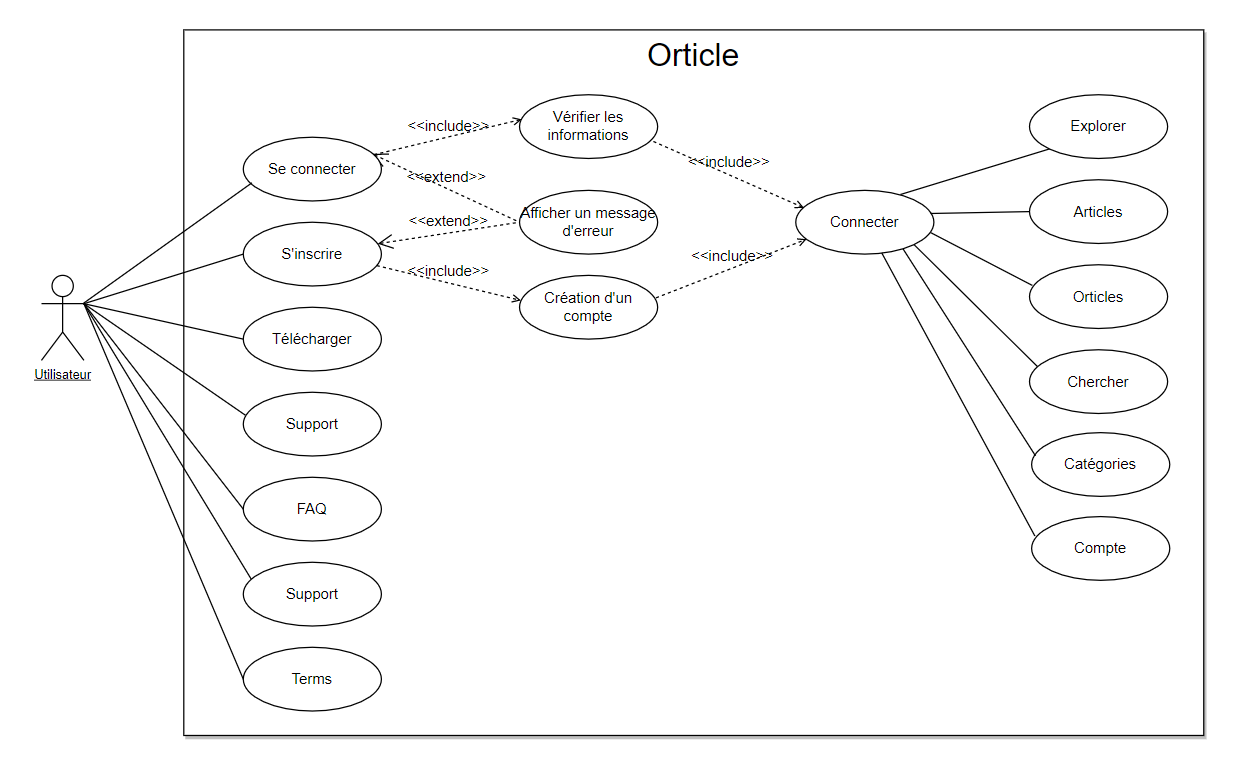 Orticle
Vérifier les
informations
Explorer
<<include>>
Se connecter
<<include>>
<<extend>>
Afficher un message
d'erreur
Connecter
Articles
<<extend>>
S'inscrire
<<include>>
<<include>>
Création d'un
compte
Orticles
Télécharger
Utilisateur
Chercher
Support
Catégories
FAQ
Compte
Support
Terms